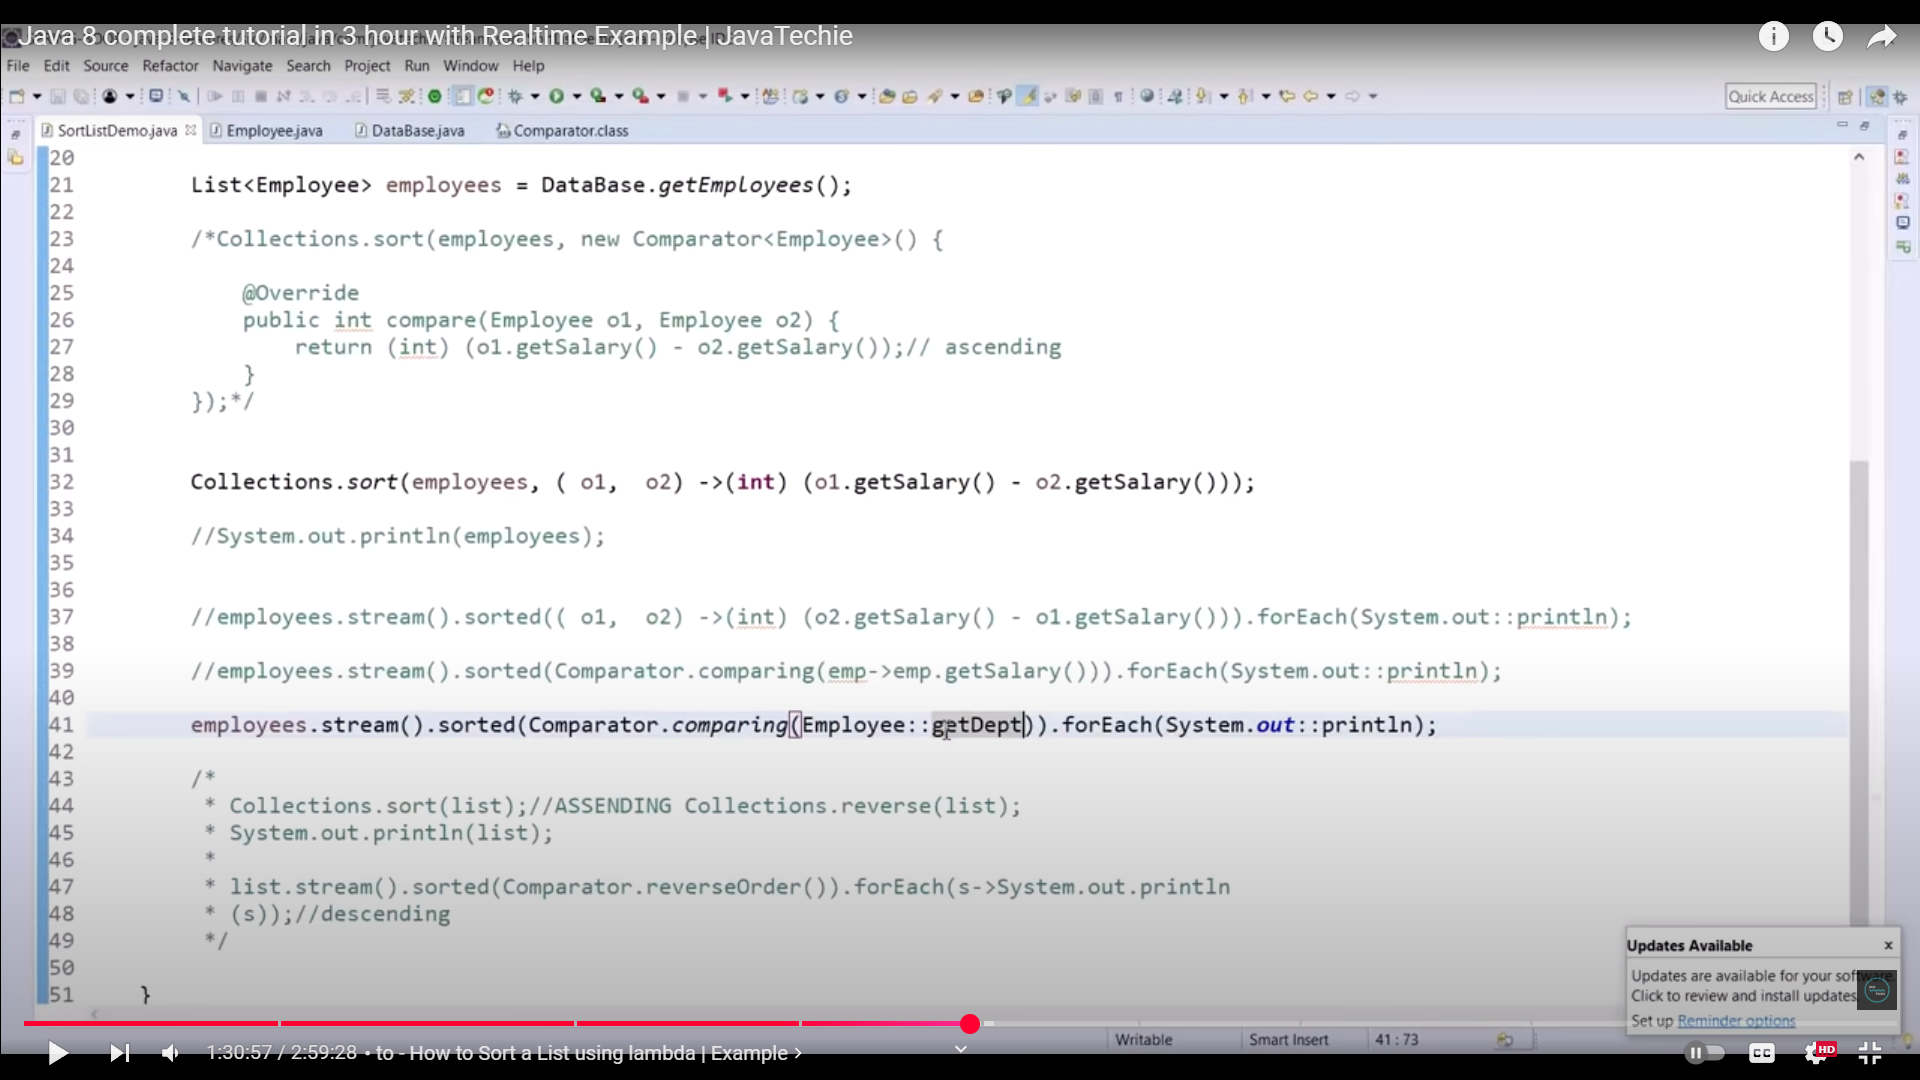 Java 8 complete tutorial in 3 hour with Realtime Example | JavaTechie
File Edit Source Refactor Navigate Search Project Run Window Help
Quick Access
SortListDemo.java Employee.java DataBase.java Comparator.class
20
21 List<Employee> employees = DataBase.getEmployees();
22
23 /*Collections.sort(employees, new Comparator<Employee>() {
24
25 @Override
26 public int compare(Employee o1, Employee o2) {
27 return (int) (o1.getSalary() - o2.getSalary());// ascending
28 }
29 });*/
30
31
32 Collections.sort(employees, ( o1,  o2) ->(int) (o1.getSalary() - o2.getSalary()));
33
34 //System.out.println(employees);
35
36
37 //employees.stream().sorted(( o1,  o2) ->(int) (o2.getSalary() - o1.getSalary())).forEach(System.out::println);
38
39 //employees.stream().sorted(Comparator.comparing(emp->emp.getSalary())).forEach(System.out::println);
40
41 employees.stream().sorted(Comparator.comparing(Employee::getDept)).forEach(System.out::println);
42
43 /*
44 * Collections.sort(list);//ASSENDING Collections.reverse(list);
45 * System.out.println(list);
46 *
47 * list.stream().sorted(Comparator.reverseOrder()).forEach(s->System.out.println
48 * (s));//descending
49 */
50
51 }
Updates Available x
Updates are available for your software.
Click to review and install updates.
Set up Reminder options
Writable Smart Insert 41:73
1:30:57 / 2:59:28 • to - How to Sort a List using lambda | Example >
CC HD